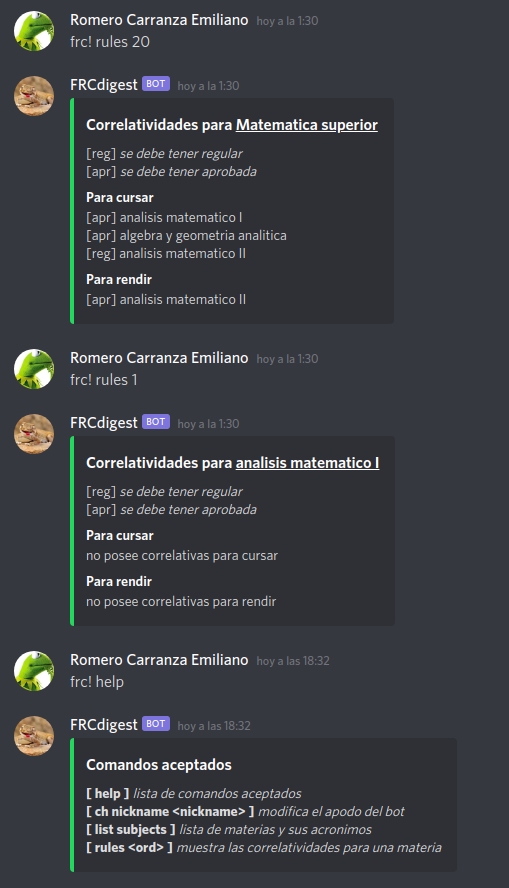 Romero Carranza Emiliano hoy a la 1:30
frc! rules 20
FRCdigest BOT hoy a la 1:30
Correlatividades para Matematica superior
[reg] se debe tener regular
[apr] se debe tener aprobada
Para cursar
[apr] analisis matematico I
[apr] algebra y geometria analitica
[reg] analisis matematico II
Para rendir
[apr] analisis matematico II
Romero Carranza Emiliano hoy a la 1:30
frc! rules 1
FRCdigest BOT hoy a la 1:30
Correlatividades para analisis matematico I
[reg] se debe tener regular
[apr] se debe tener aprobada
Para cursar
no posee correlativas para cursar
Para rendir
no posee correlativas para rendir
Romero Carranza Emiliano hoy a las 18:32
frc! help
FRCdigest BOT hoy a las 18:32
Comandos aceptados
[ help ] lista de comandos aceptados
[ ch nickname <nickname> ] modifica el apodo del bot
[ list subjects ] lista de materias y sus acronimos
[ rules <ord> ] muestra las correlatividades para una materia